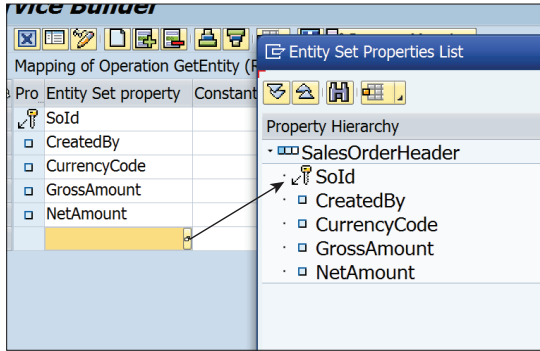 vice Builder
Mapping of Operation GetEntity (
Pro Entity Set property Constant
SoId
CreatedBy
CurrencyCode
GrossAmount
NetAmount
Entity Set Properties List
Property Hierarchy
SalesOrderHeader
SoId
CreatedBy
CurrencyCode
GrossAmount
NetAmount